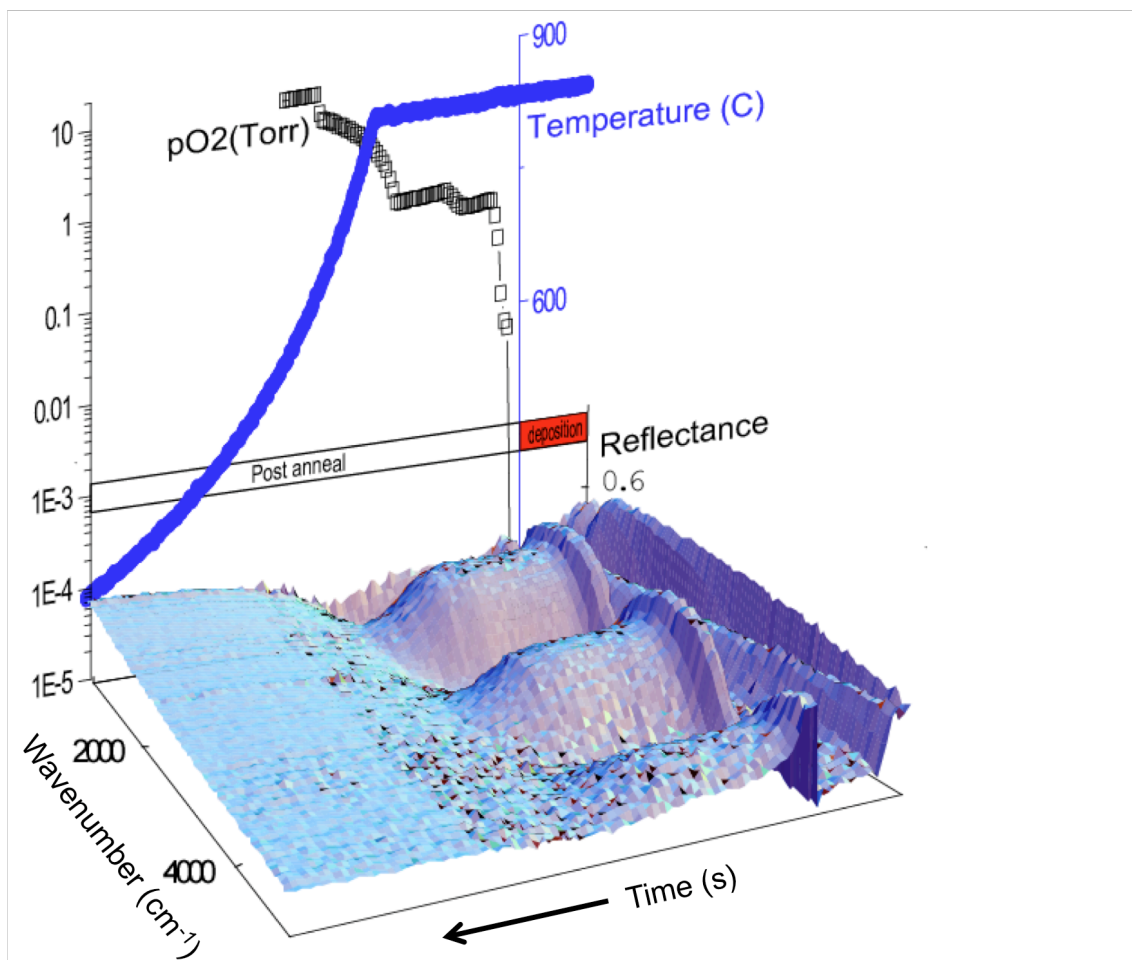 900
pO2(Torr)
Temperature (C)
10
1
600
0.1
0.01
deposition
Reflectance
Post anneal
0.6
1E-3
1E-4
1E-5
2000
Wavenumber (cm-1)
4000
Time (s)